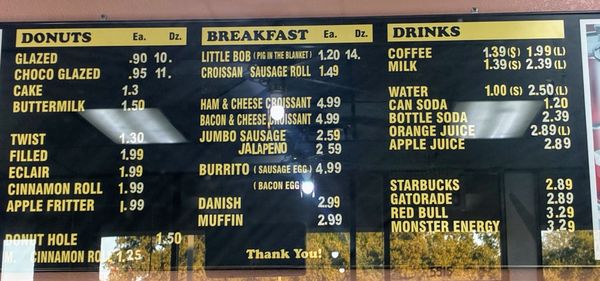 DONUTS Ea. Dz.
GLAZED .90 10.
CHOCO GLAZED .95 11.
CAKE 1.3
BUTTERMILK 1.50
TWIST 1.30
FILLED 1.99
ECLAIR 1.99
CINNAMON ROLL 1.99
APPLE FRITTER 1.99
DONUT HOLE 1.50
M. CINNAMON ROLL 1.25
BREAKFAST Ea. Dz.
LITTLE BOB (PIG IN THE BLANKET) 1.20 14.
CROISSAN SAUSAGE ROLL 1.49
HAM & CHEESE CROISSANT 4.99
BACON & CHEESE CROISSANT 4.99
JUMBO SAUSAGE 2.59
JALAPENO 2 59
BURRITO (SAUSAGE EGG) 4.99
(BACON EGG)
DANISH 2.99
MUFFIN 2.99
Thank You!
DRINKS
COFFEE 1.39(S) 1.99(L)
MILK 1.39(S) 2.39(L)
WATER 1.00(S) 2.50(L)
CAN SODA 1.20
BOTTLE SODA 2.39
ORANGE JUICE 2.89(L)
APPLE JUICE 2.89
STARBUCKS 2.89
GATORADE 2.89
RED BULL 3.29
MONSTER ENERGY 3.29